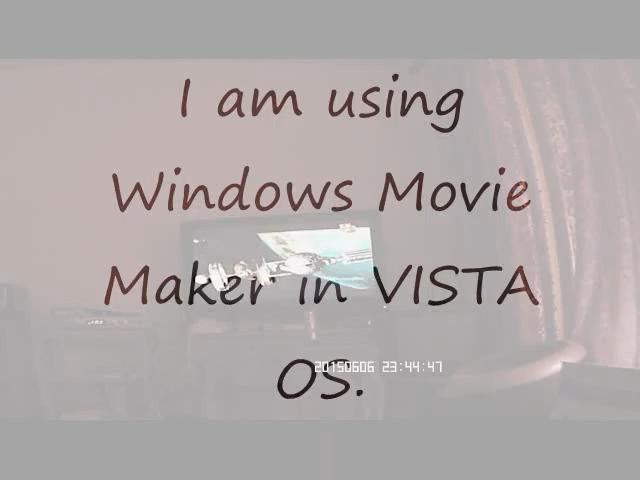 I am using
Windows Movie
Maker in VISTA
OS.
20150606 23:44:47